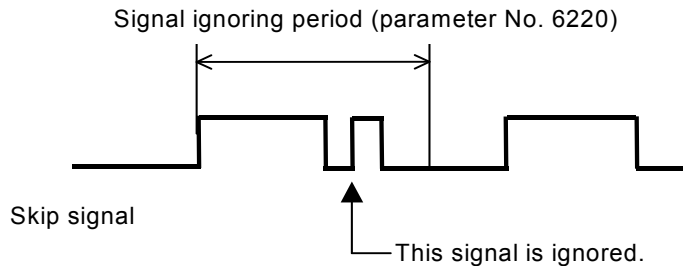 Signal ignoring period (parameter No. 6220)
Skip signal
This signal is ignored.